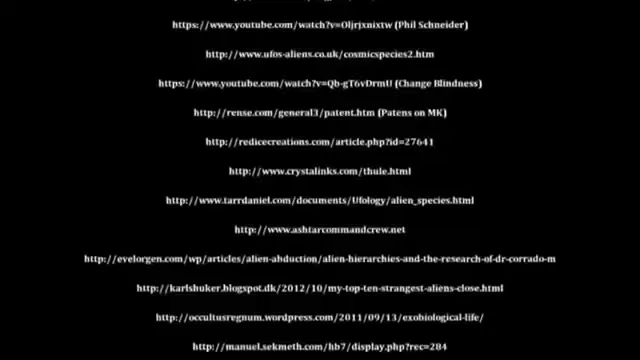 https://www.youtube.com/watch?v=Oljrjxnixtw (Phil Schneider)
http://www.ufos-aliens.co.uk/cosmicspecies2.htm
https://www.youtube.com/watch?v=Qb-gT6vDrmU (Change Blindness)
http://rense.com/general3/patent.htm (Patens on MK)
http://redicecreations.com/article.php?id=27641
http://www.crystalinks.com/thule.html
http://www.tarrdaniel.com/documents/Ufology/alien_species.html
http://www.ashtarcommandcrew.net
http://evelorgen.com/wp/articles/alien-abduction/alien-hierarchies-and-the-research-of-dr-corrado-m
http://karlshuker.blogspot.dk/2012/10/my-top-ten-strangest-aliens-close.html
http://occultusregnum.wordpress.com/2011/09/13/exobiological-life/
http://manuel.sekmeth.com/hb7/display.php?rec=284